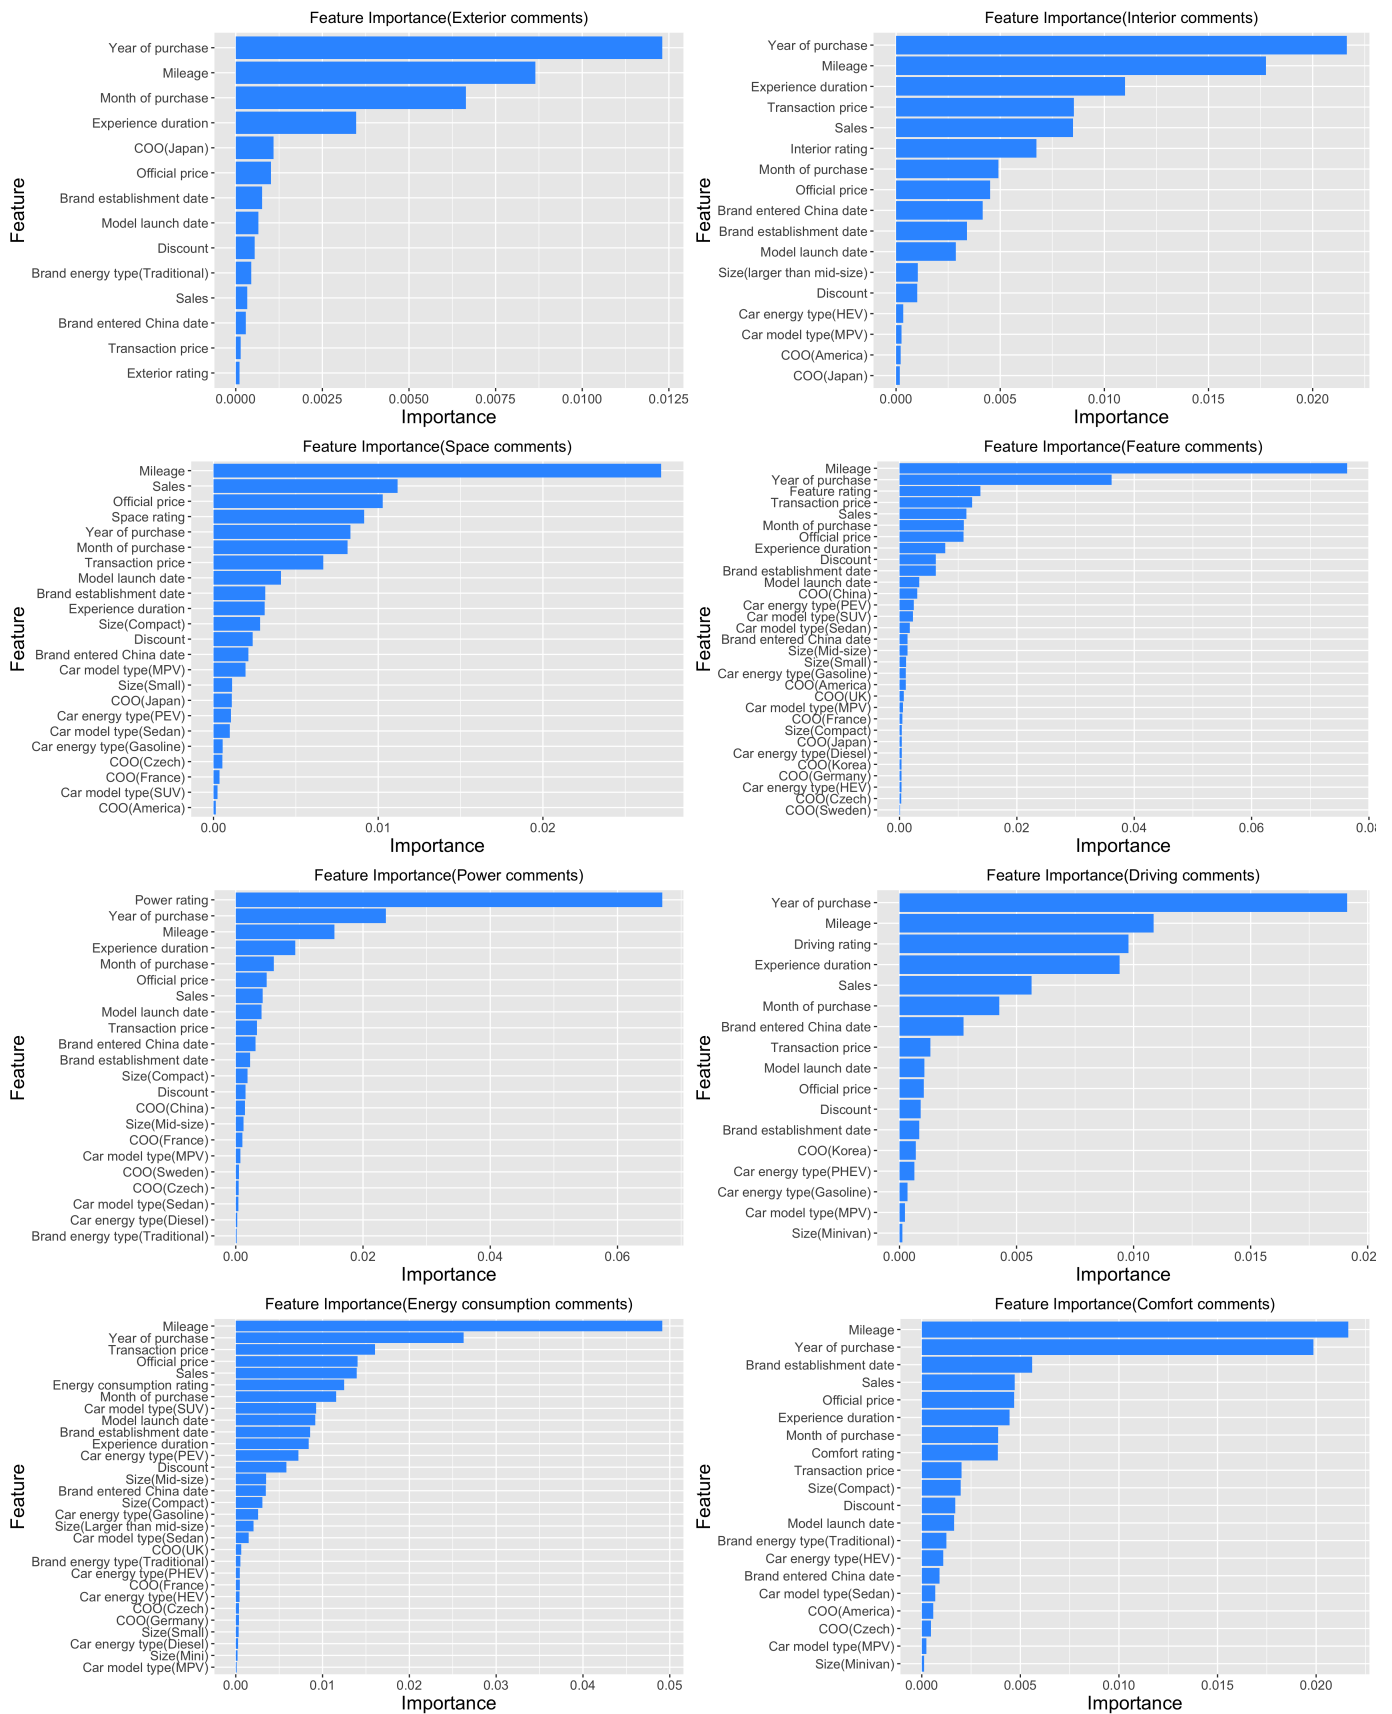 Feature Importance(Exterior comments)
Feature
Year of purchase
Mileage
Month of purchase
Experience duration
COO(Japan)
Official price
Brand establishment date
Model launch date
Discount
Brand energy type(Traditional)
Sales
Brand entered China date
Transaction price
Exterior rating
0.0000 0.0025 0.0050 0.0075 0.0100 0.0125
Importance
Feature Importance(Interior comments)
Feature
Year of purchase
Mileage
Experience duration
Transaction price
Sales
Interior rating
Month of purchase
Official price
Brand entered China date
Brand establishment date
Model launch date
Size(larger than mid-size)
Discount
Car energy type(HEV)
Car model type(MPV)
COO(America)
COO(Japan)
0.000 0.005 0.010 0.015 0.020
Importance
Feature Importance(Space comments)
Feature
Mileage
Sales
Official price
Space rating
Year of purchase
Month of purchase
Transaction price
Model launch date
Brand establishment date
Experience duration
Size(Compact)
Discount
Brand entered China date
Car model type(MPV)
Size(Small)
COO(Japan)
Car energy type(PEV)
Car model type(Sedan)
Car energy type(Gasoline)
COO(Czech)
COO(France)
Car model type(SUV)
COO(America)
0.00 0.01 0.02
Importance
Feature Importance(Feature comments)
Feature
Mileage
Year of purchase
Feature rating
Transaction price
Sales
Month of purchase
Official price
Experience duration
Discount
Brand establishment date
Model launch date
COO(China)
Car energy type(PEV)
Car model type(SUV)
Car model type(Sedan)
Brand entered China date
Size(Mid-size)
Size(Small)
Car energy type(Gasoline)
COO(America)
COO(UK)
Car model type(MPV)
COO(France)
Size(Compact)
COO(Japan)
Car energy type(Diesel)
COO(Korea)
COO(Germany)
Car energy type(HEV)
COO(Czech)
COO(Sweden)
0.00 0.02 0.04 0.06 0.08
Importance
Feature Importance(Power comments)
Feature
Power rating
Year of purchase
Mileage
Experience duration
Month of purchase
Official price
Sales
Model launch date
Transaction price
Brand entered China date
Brand establishment date
Size(Compact)
Discount
COO(China)
Size(Mid-size)
COO(France)
Car model type(MPV)
COO(Sweden)
COO(Czech)
Car model type(Sedan)
Car energy type(Diesel)
Brand energy type(Traditional)
0.00 0.02 0.04 0.06
Importance
Feature Importance(Driving comments)
Feature
Year of purchase
Mileage
Driving rating
Experience duration
Sales
Month of purchase
Brand entered China date
Transaction price
Model launch date
Official price
Discount
Brand establishment date
COO(Korea)
Car energy type(PHEV)
Car energy type(Gasoline)
Car model type(MPV)
Size(Minivan)
0.000 0.005 0.010 0.015 0.02
Importance
Feature Importance(Energy consumption comments)
Feature
Mileage
Year of purchase
Transaction price
Official price
Sales
Energy consumption rating
Month of purchase
Car model type(SUV)
Model launch date
Brand establishment date
Experience duration
Car energy type(PEV)
Discount
Size(Mid-size)
Brand entered China date
Size(Compact)
Car energy type(Gasoline)
Size(Larger than mid-size)
Car model type(Sedan)
COO(UK)
Brand energy type(Traditional)
Car energy type(PHEV)
COO(France)
Car energy type(HEV)
COO(Czech)
COO(Germany)
Size(Small)
Car energy type(Diesel)
Size(Mini)
Car model type(MPV)
0.00 0.01 0.02 0.03 0.04 0.05
Importance
Feature Importance(Comfort comments)
Feature
Mileage
Year of purchase
Brand establishment date
Sales
Official price
Experience duration
Month of purchase
Comfort rating
Transaction price
Size(Compact)
Discount
Model launch date
Brand energy type(Traditional)
Car energy type(HEV)
Brand entered China date
Car model type(Sedan)
COO(America)
COO(Czech)
Car model type(MPV)
Size(Minivan)
0.000 0.005 0.010 0.015 0.020
Importance